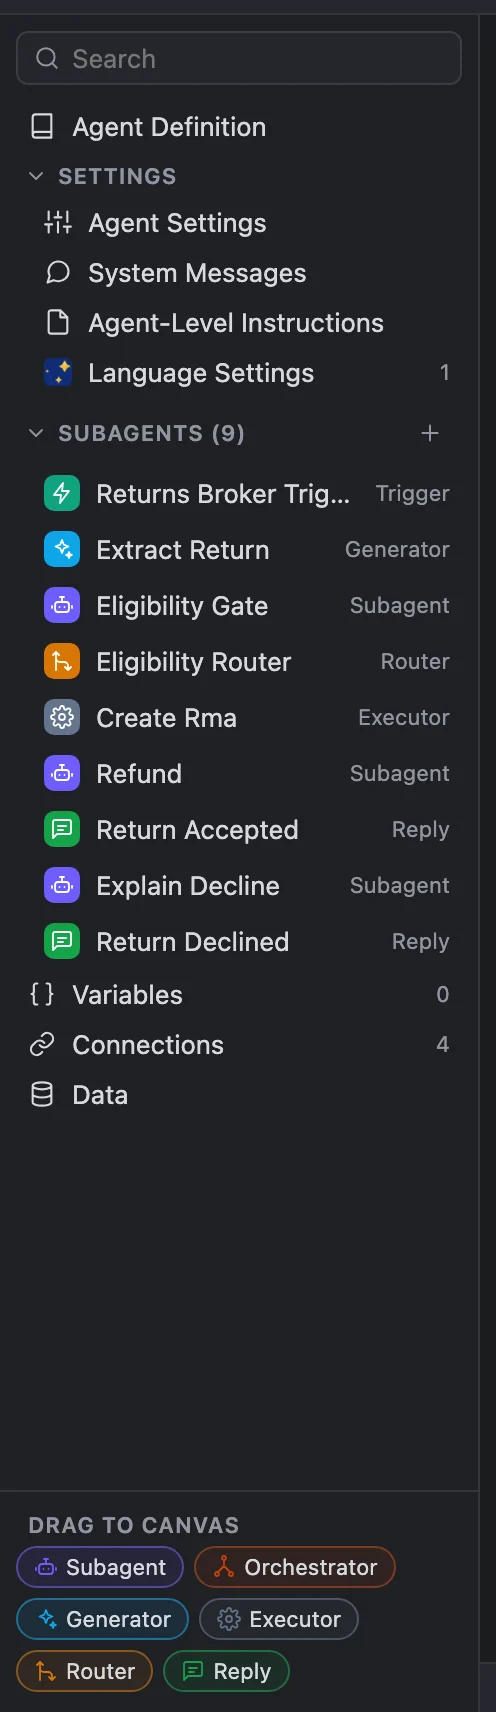 Search
Agent Definition
SETTINGS
Agent Settings
System Messages
Agent-Level Instructions
Language Settings 1
SUBAGENTS (9) +
Returns Broker Trig... Trigger
Extract Return Generator
Eligibility Gate Subagent
Eligibility Router Router
Create Rma Executor
Refund Subagent
Return Accepted Reply
Explain Decline Subagent
Return Declined Reply
{ } Variables 0
Connections 4
Data
DRAG TO CANVAS
Subagent Orchestrator
Generator Executor
Router Reply